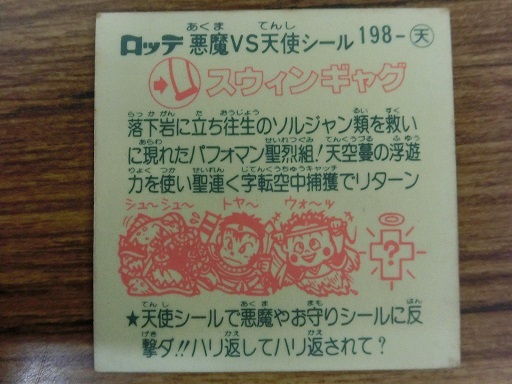 ロッテ 悪魔VS天使シール 198-天
あくま てんし
スウィンギャグ
らっかがん た おうじょう るい すく
落下岩に立ち往生のソルジャン類を救い
あらわ せいれつぐみ てんくうづる ふゆう
に現れたパフォマン聖烈組!天空蔓の浮遊
りょく つか せいれん じてんくうちゅうキャッチ
力を使い聖運く字転空中捕獲でリターン
シュ〜シュ〜 トヤ〜 ウォ〜ッ
?
てんし あくま まも はん
★天使シールで悪魔やお守りシールに反
げき かえ かえ
撃ダ!!ハリ返してハリ返されて?